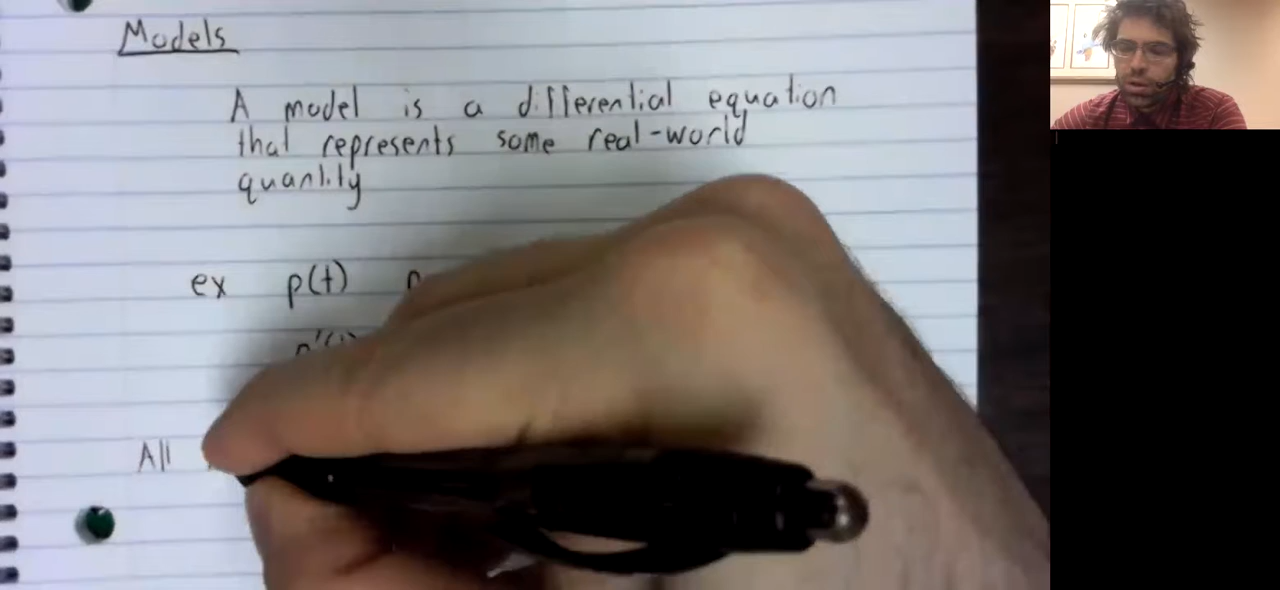 Models
A model is a differential equation
that represents some real-world
quantity
ex p(t)
All